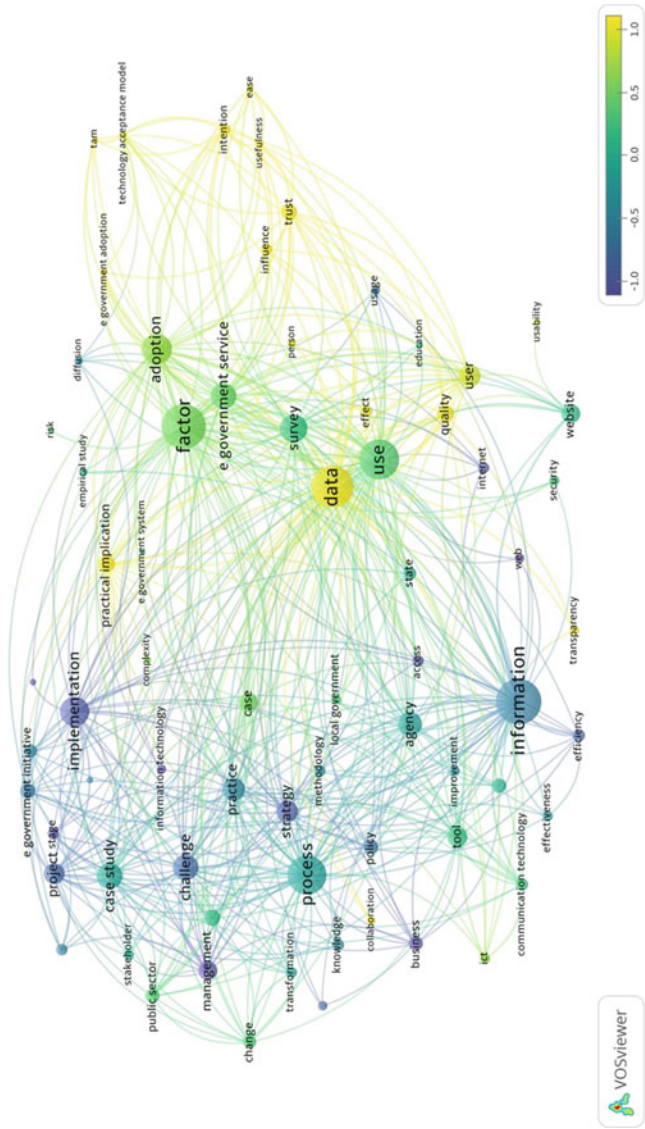 tam
technology acceptance model
ease
intention
usefulness
e government adoption
trust
influence
diffusion
adoption
usage
risk
e government service
person
education
usability
factor
survey
effect
user
empirical study
quality
website
use
data
internet
security
practical implication
e government system
state
web
transparency
complexity
implementation
case
local government
access
information
e government initiative
information technology
methodology
agency
improvement
efficiency
project stage
practice
strategy
effectiveness
case study
challenge
process
policy
tool
communication technology
stakeholder
knowledge
collaboration
public sector
management
transformation
business
ict
change
VOSviewer
-1.0
-0.5
0.0
0.5
1.0